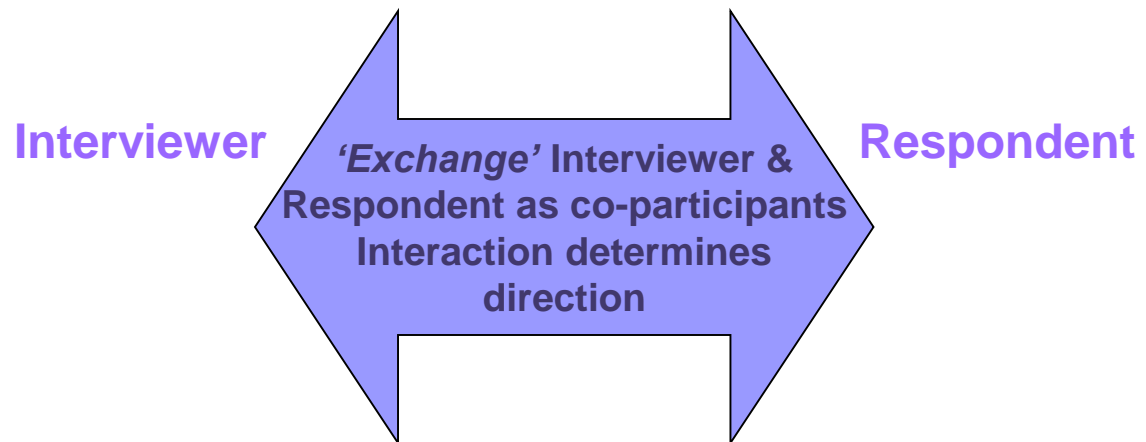 Interviewer
‘Exchange’ Interviewer &
Respondent as co-participants
Interaction determines
direction
Respondent